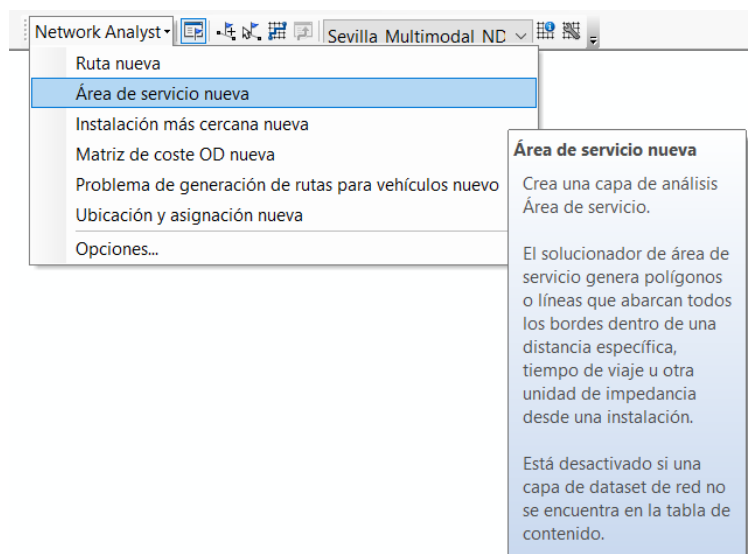 Network Analyst Sevilla_Multimodal_ND
Ruta nueva
Área de servicio nueva
Instalación más cercana nueva
Matriz de coste OD nueva
Problema de generación de rutas para vehículos nuevo
Ubicación y asignación nueva
Opciones...
Área de servicio nueva
Crea una capa de análisis
Área de servicio.
El solucionador de área de
servicio genera polígonos
o líneas que abarcan todos
los bordes dentro de una
distancia específica,
tiempo de viaje u otra
unidad de impedancia
desde una instalación.
Está desactivado si una
capa de dataset de red no
se encuentra en la tabla de
contenido.